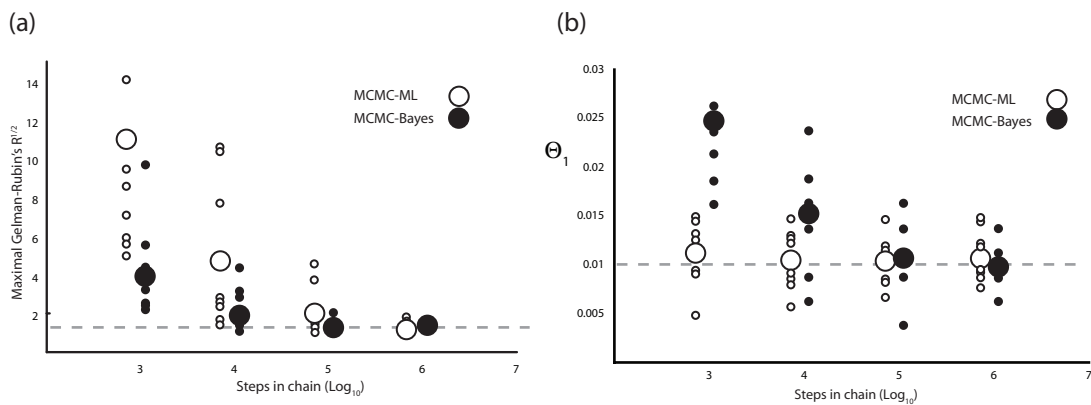 (a)
Maximal Gelman-Rubin's R^1/2
14
12
10
8
6
4
2
MCMC-ML
MCMC-Bayes
3 4 5 6 7
Steps in chain (Log₁₀)
(b)
Θ₁
0.03
0.025
0.02
0.015
0.01
0.005
MCMC-ML
MCMC-Bayes
3 4 5 6 7
Steps in chain (Log₁₀)